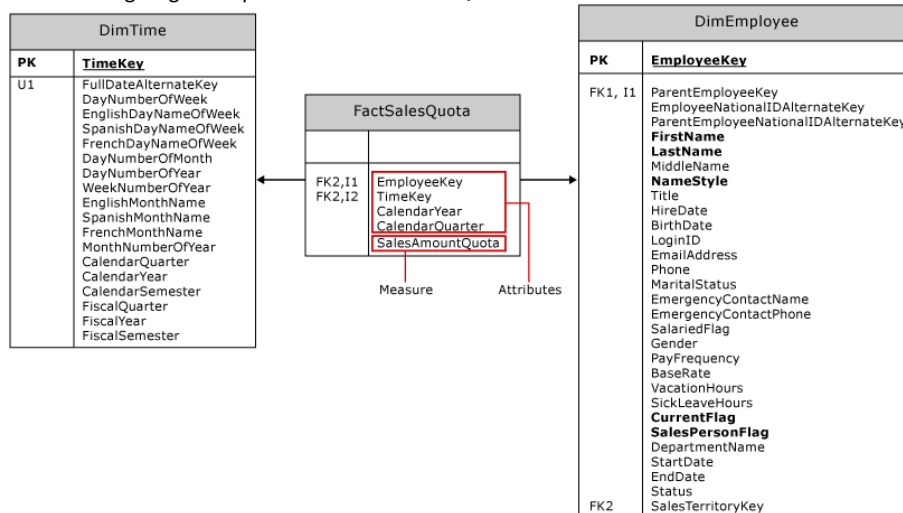 DimTime
PK TimeKey
U1 FullDateAlternateKey
DayNumberOfWeek
EnglishDayNameOfWeek
SpanishDayNameOfWeek
FrenchDayNameOfWeek
DayNumberOfMonth
DayNumberOfYear
WeekNumberOfYear
EnglishMonthName
SpanishMonthName
FrenchMonthName
MonthNumberOfYear
CalendarQuarter
CalendarYear
CalendarSemester
FiscalQuarter
FiscalYear
FiscalSemester
FactSalesQuota
FK2,I1 EmployeeKey
FK2,I2 TimeKey
CalendarYear
CalendarQuarter
SalesAmountQuota
Measure
Attributes
DimEmployee
PK EmployeeKey
FK1, I1 ParentEmployeeKey
EmployeeNationalIDAlternateKey
ParentEmployeeNationalIDAlternateKey
FirstName
LastName
MiddleName
NameStyle
Title
HireDate
BirthDate
LoginID
EmailAddress
Phone
MaritalStatus
EmergencyContactName
EmergencyContactPhone
SalariedFlag
Gender
PayFrequency
BaseRate
VacationHours
SickLeaveHours
CurrentFlag
SalesPersonFlag
DepartmentName
StartDate
EndDate
Status
FK2 SalesTerritoryKey